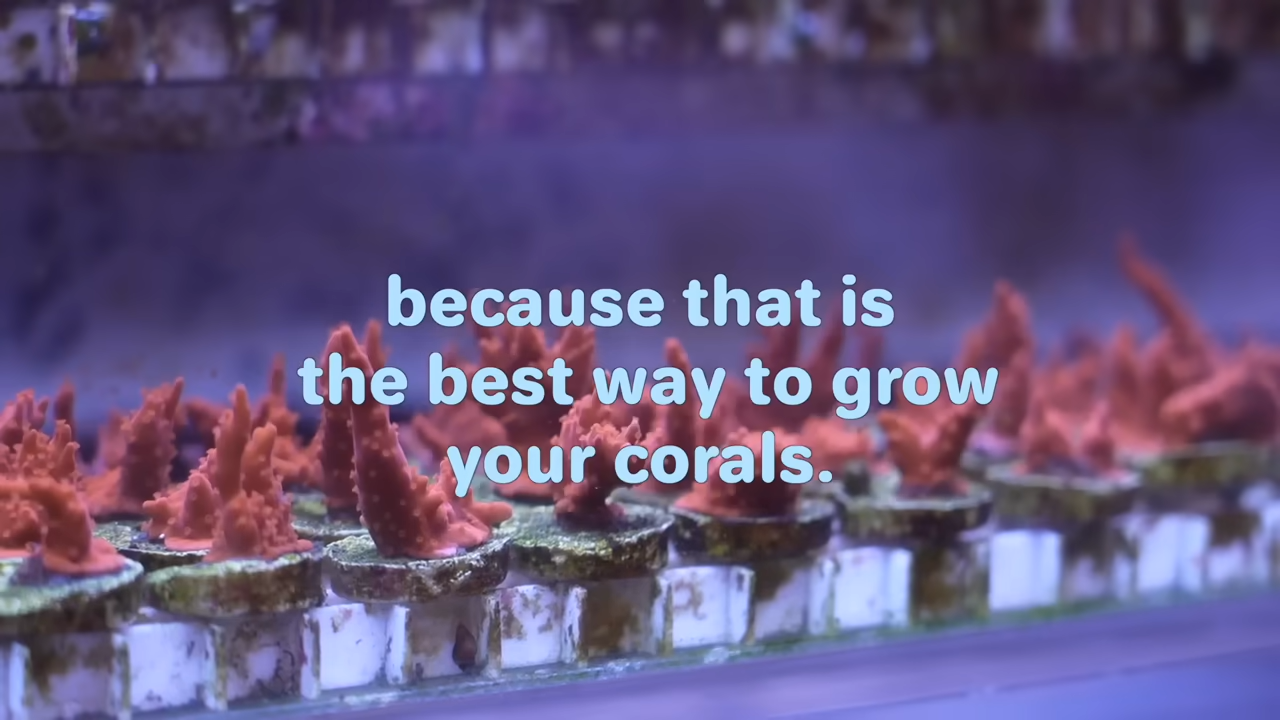 because that is
the best way to grow
your corals.